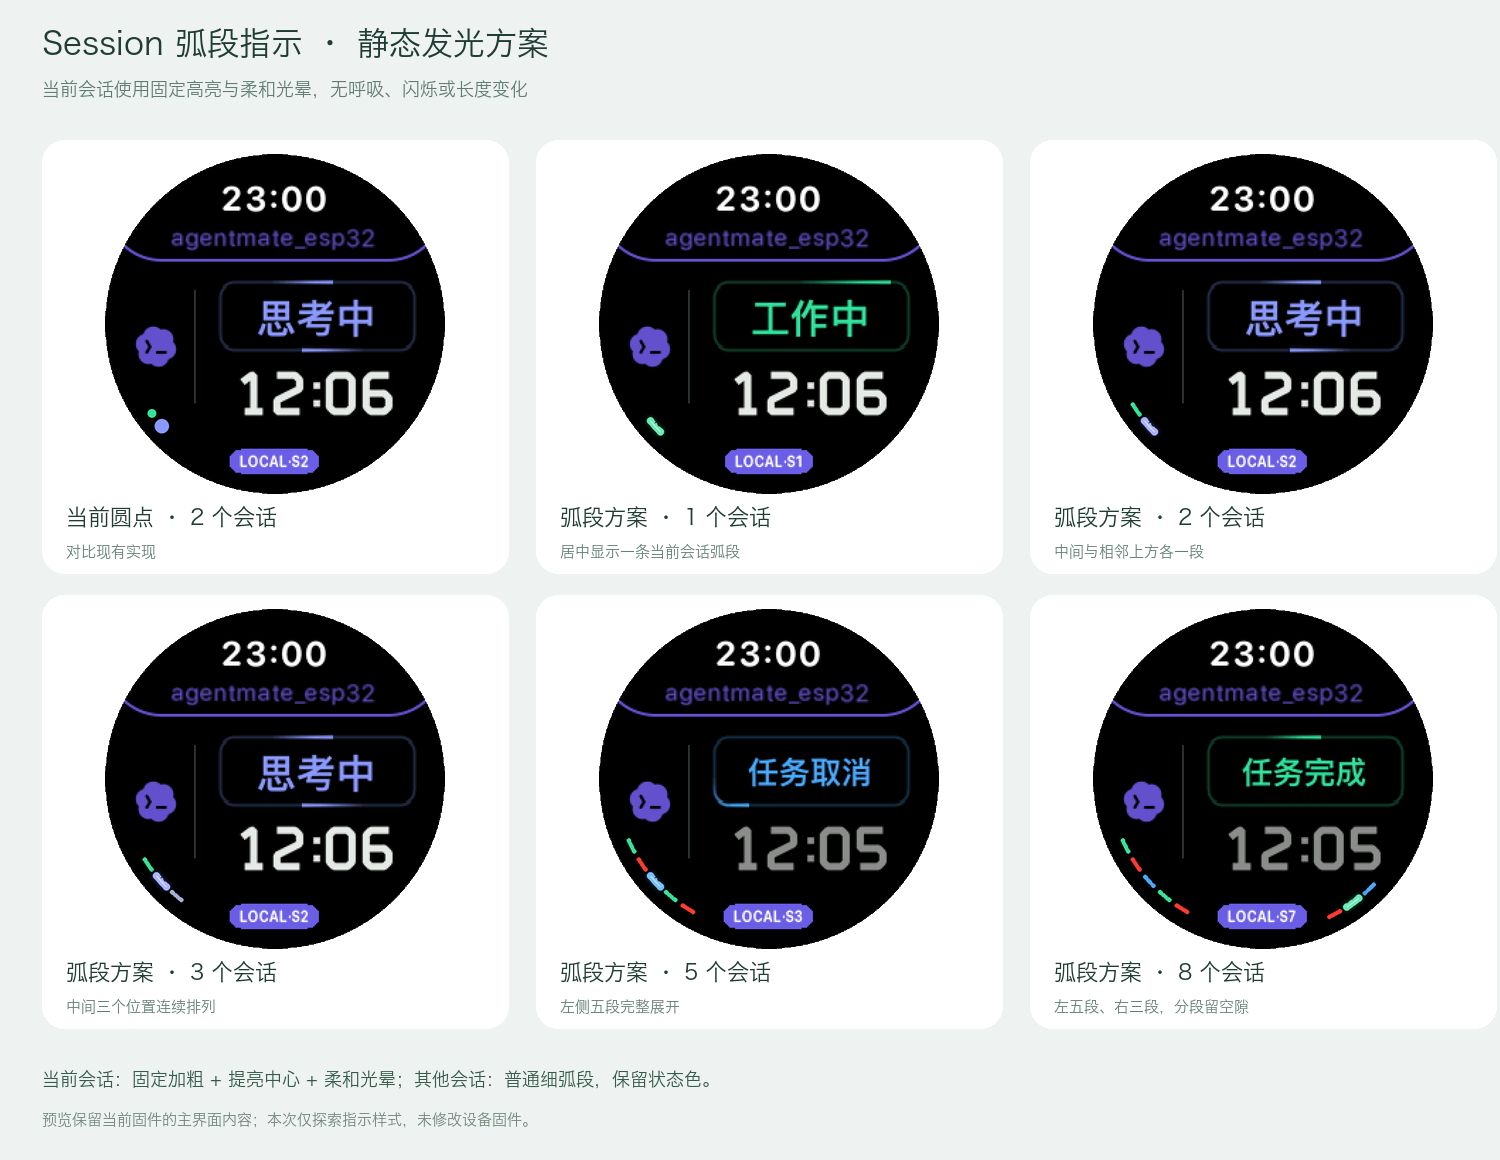 Session 弧段指示 · 静态发光方案
当前会话使用固定高亮与柔和光晕，无呼吸、闪烁或长度变化
23:00
agentmate_esp32
思考中
12:06
LOCAL·S2
当前圆点 · 2 个会话
对比现有实现
23:00
agentmate_esp32
工作中
12:06
LOCAL·S1
弧段方案 · 1 个会话
居中显示一条当前会话弧段
23:00
agentmate_esp32
思考中
12:06
LOCAL·S2
弧段方案 · 2 个会话
中间与相邻上方各一段
23:00
agentmate_esp32
思考中
12:06
LOCAL·S2
弧段方案 · 3 个会话
中间三个位置连续排列
23:00
agentmate_esp32
任务取消
12:05
LOCAL·S3
弧段方案 · 5 个会话
左侧五段完整展开
23:00
agentmate_esp32
任务完成
12:05
LOCAL·S7
弧段方案 · 8 个会话
左五段、右三段，分段留空隙
当前会话：固定加粗 + 提亮中心 + 柔和光晕；其他会话：普通细弧段，保留状态色。
预览保留当前固件的主界面内容；本次仅探索指示样式，未修改设备固件。